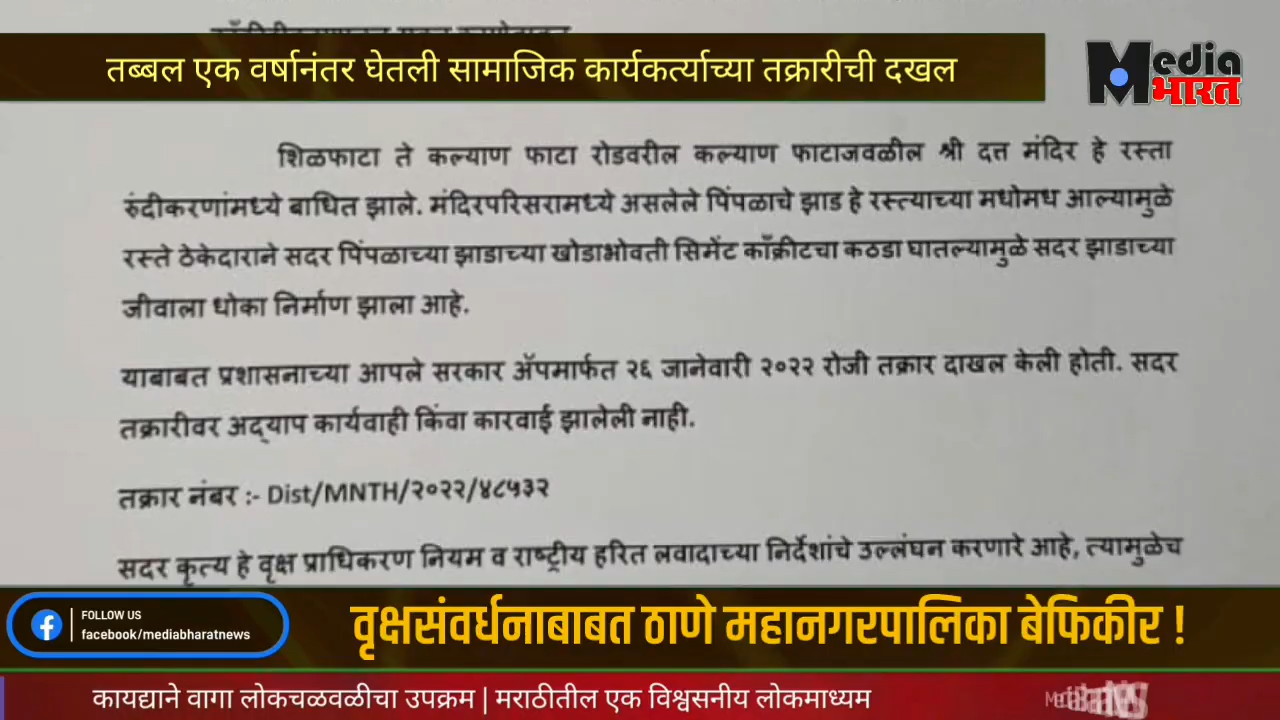 तब्बल एक वर्षानंतर घेतली सामाजिक कार्यकर्त्याच्या तक्रारीची दखल
Media
भारत
शिळफाटा ते कल्याण फाटा रोडवरील कल्याण फाटाजवळील श्री दत्त मंदिर हे रस्ता
रुंदीकरणांमध्ये बाधित झाले. मंदिरपरिसरामध्ये असलेले पिंपळाचे झाड हे रस्त्याच्या मधोमध आल्यामुळे
रस्ते ठेकेदाराने सदर पिंपळाच्या झाडाच्या खोडाभोवती सिमेंट काँक्रीटचा कठडा घातल्यामुळे सदर झाडाच्या
जीवाला धोका निर्माण झाला आहे.
याबाबत प्रशासनाच्या आपले सरकार ॲपमार्फत २६ जानेवारी २०२२ रोजी तक्रार दाखल केली होती. सदर
तक्रारीवर अद्याप कार्यवाही किंवा कारवाई झालेली नाही.
तक्रार नंबर :- Dist/MNTH/२०२२/४८५३२
सदर कृत्य हे वृक्ष प्राधिकरण नियम व राष्ट्रीय हरित लवादाच्या निर्देशांचे उल्लंघन करणारे आहे, त्यामुळेच
FOLLOW US
facebook/mediabharatnews
वृक्षसंवर्धनाबाबत ठाणे महानगरपालिका बेफिकीर !
कायद्याने वागा लोकचळवळीचा उपक्रम | मराठीतील एक विश्वसनीय लोकमाध्यम